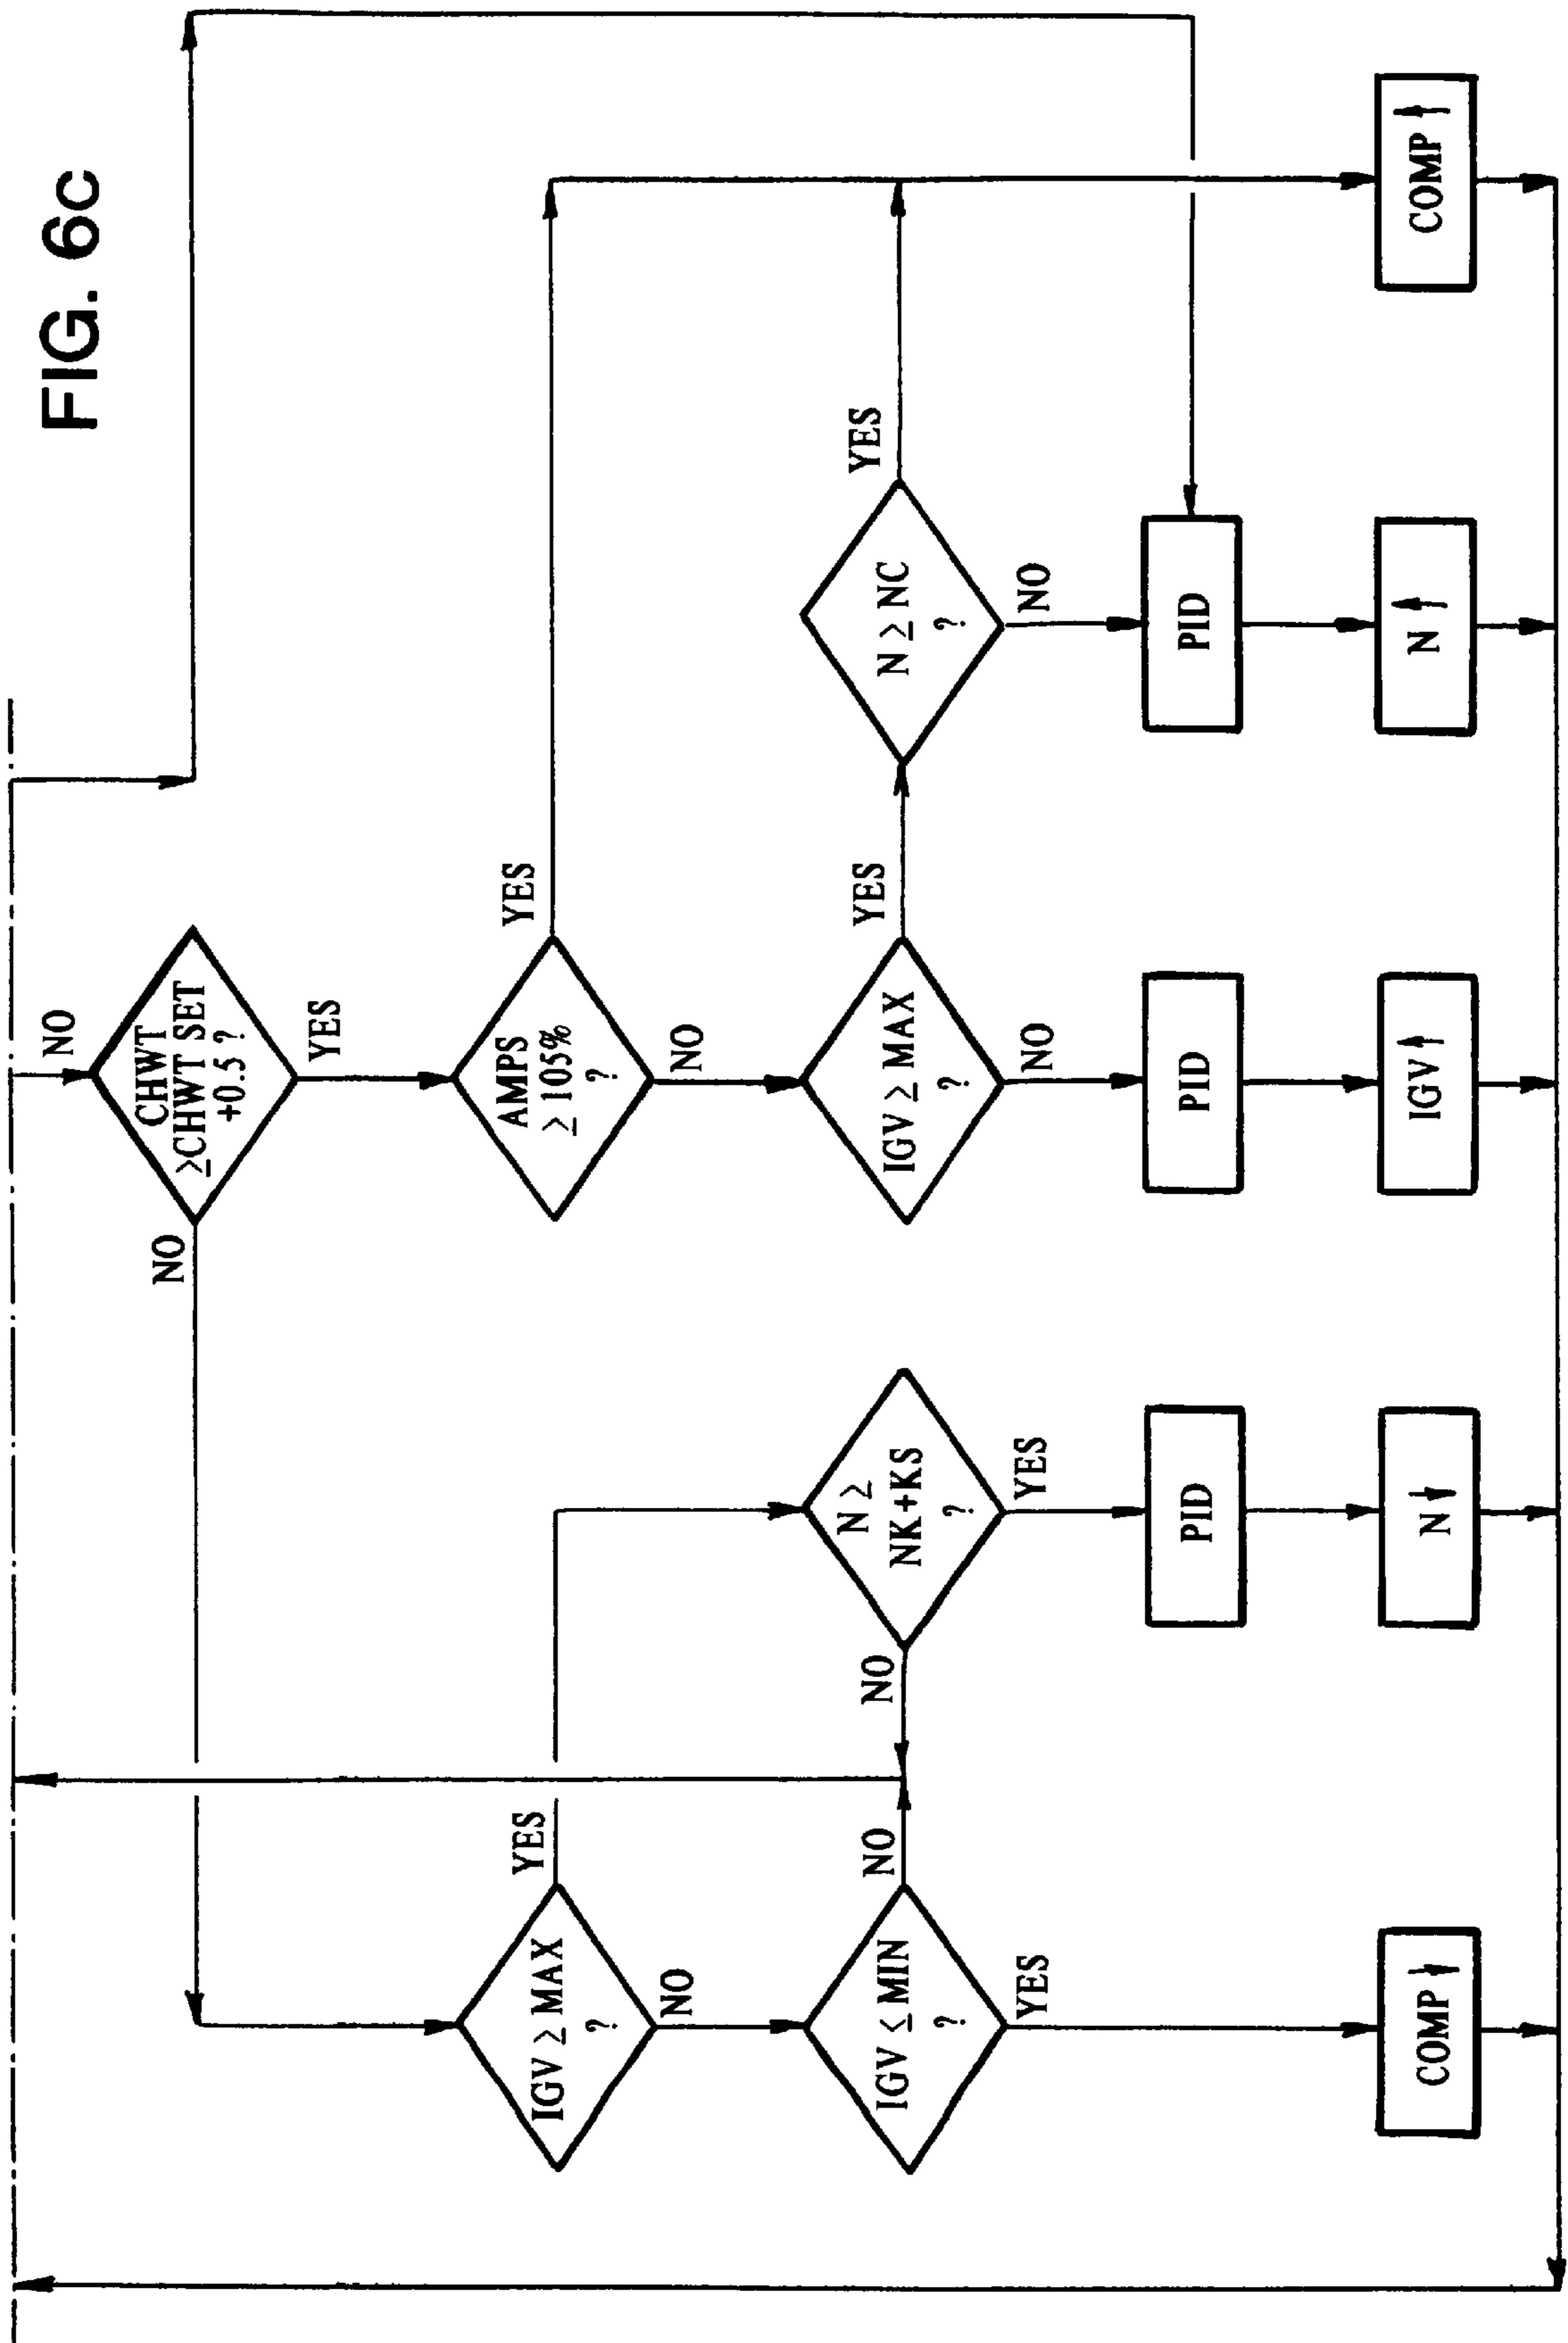 FIG. 6c
NO
CHWT
≥CHWT SET
+0.5 ?
NO
YES
AMPS
≥ 105%
?
YES
NO
IGV ≥ MAX
?
YES
NO
N ≥ NC
?
YES
NO
PID
N
PID
IGV
COMP
IGV ≥ MAX
?
YES
NO
IGV ≤ MIN
?
NO
YES
N ≥
NK+KS
?
NO
YES
PID
N
COMP